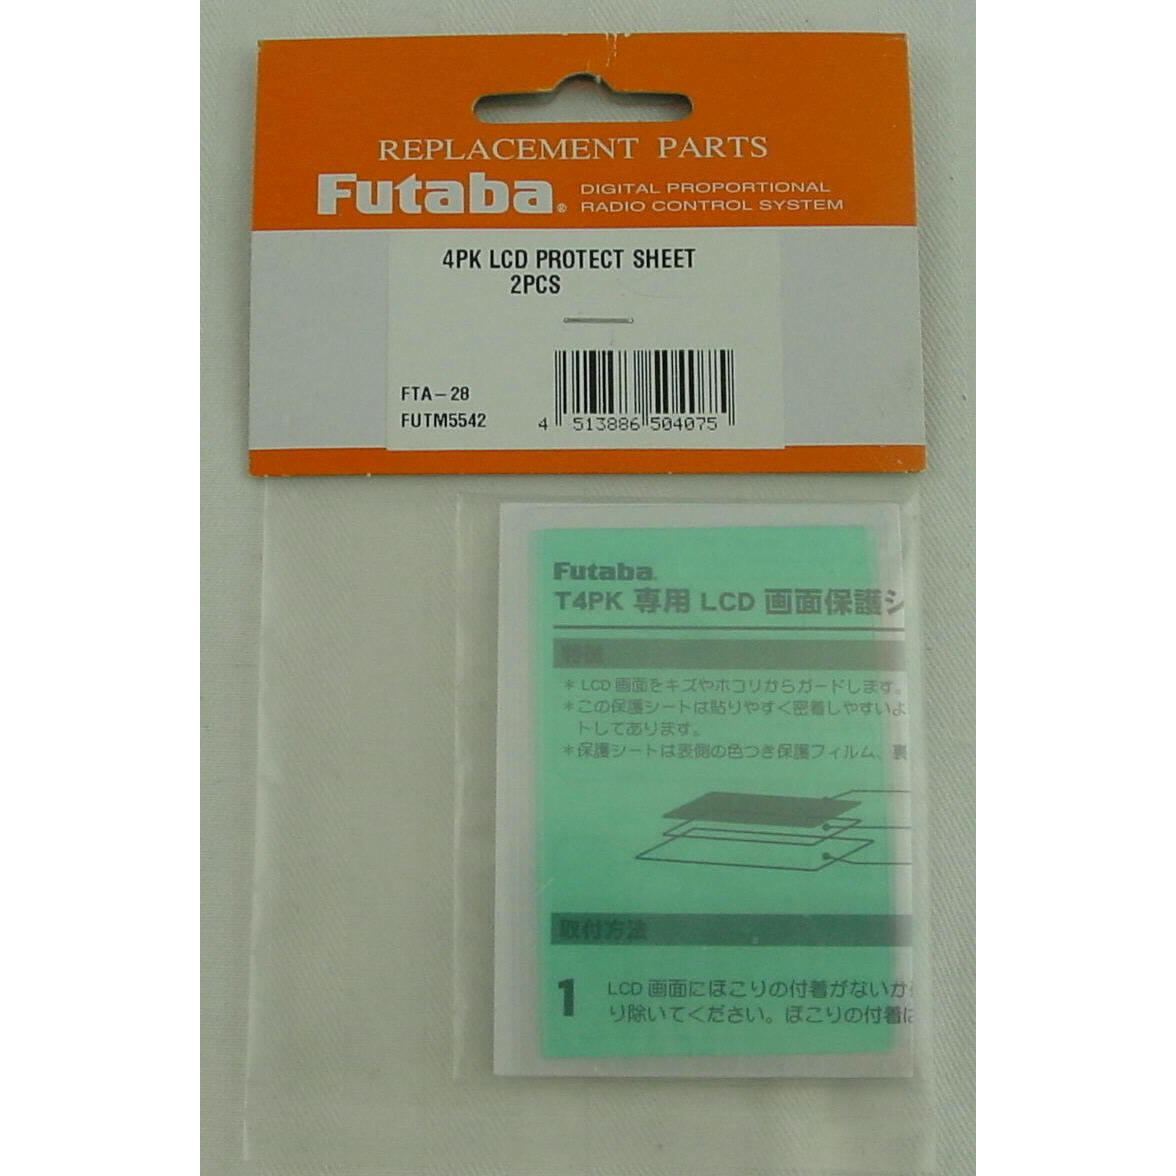 REPLACEMENT PARTS
Futaba® DIGITAL PROPORTIONAL
RADIO CONTROL SYSTEM
4PK LCD PROTECT SHEET
2PCS
FTA-28
FUTM5542
4 513886 504075
Futaba
T4PK 専用 LCD 画面保護シ
特徴
* LCD 画面をキズやホコリからガードします。
* この保護シートは貼りやすく密着しやすいよ
トしてあります。
* 保護シートは表側の色つき保護フィルム、裏
取付方法
1 LCD 画面にほこりの付着がないか
り除いてください。ほこりの付着に